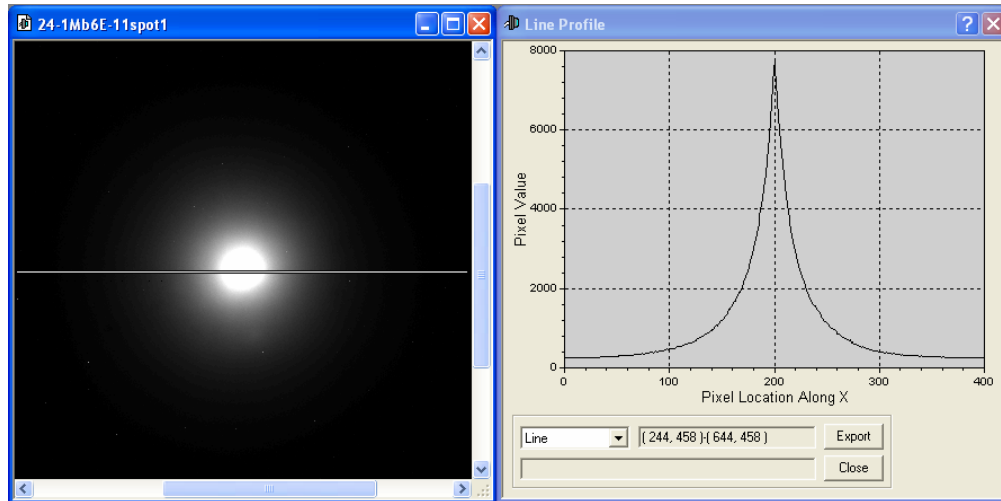 24-1Mb6E-11spot1
Line Profile
8000
6000
4000
2000
0
Pixel Value
0 100 200 300 400
Pixel Location Along X
Line ( 244, 458 )-( 644, 458 ) Export
Close